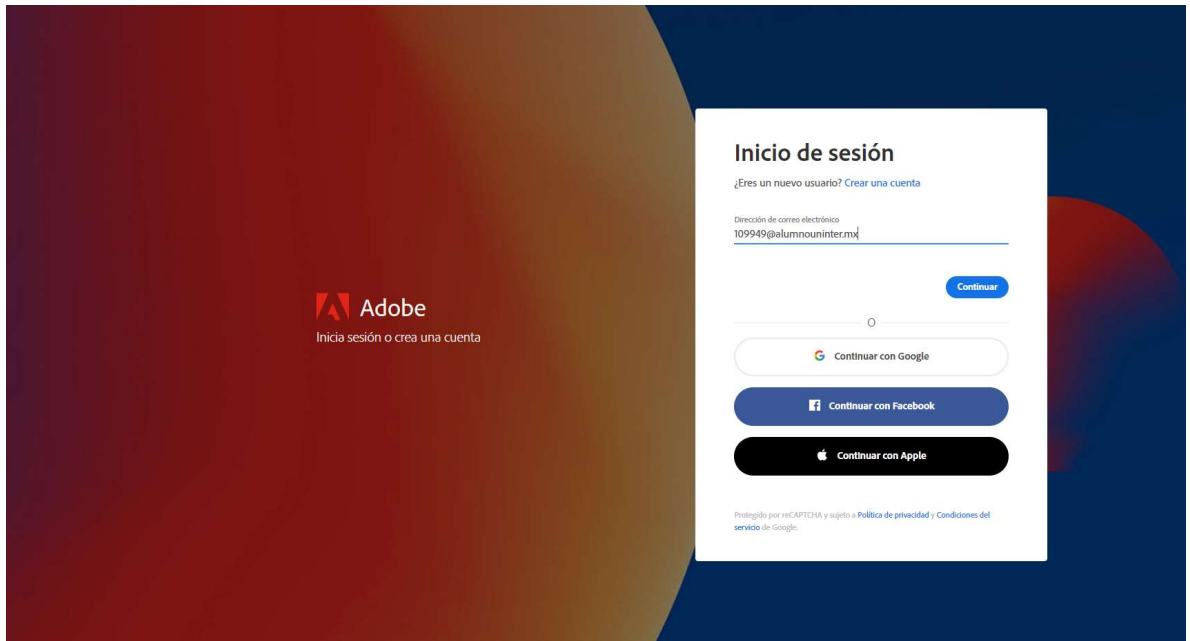 Adobe
Inicia sesión o crea una cuenta
Inicio de sesión
¿Eres un nuevo usuario? Crear una cuenta
Dirección de correo electrónico
109949@alumnouninter.mx
Continuar
O
Continuar con Google
Continuar con Facebook
Continuar con Apple
Protegido por reCAPTCHA y sujeto a Política de privacidad y Condiciones del
servicio de Google.